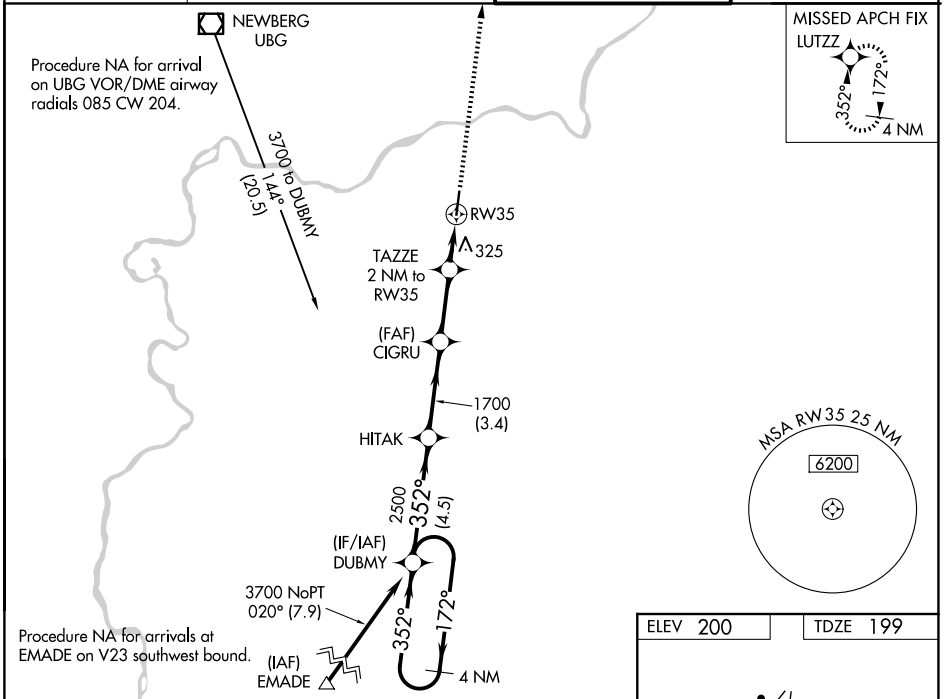 NEWBERG
UBG
Procedure NA for arrival
on UBG VOR/DME airway
radials 085 CW 204.
3700 to DUBMY
144°
(20.5)
MISSED APCH FIX
LUTZZ
352°
172°
4 NM
RW35
325
TAZZE
2 NM to
RW35
(FAF)
CIGRU
1700
(3.4)
HITAK
2500
352°
(4.5)
(IF/IAF)
DUBMY
3700 NoPT
020° (7.9)
352°
172°
4 NM
Procedure NA for arrivals at
EMADE on V23 southwest bound.
(IAF)
EMADE
MSA RW35 25 NM
6200
ELEV 200
TDZE 199